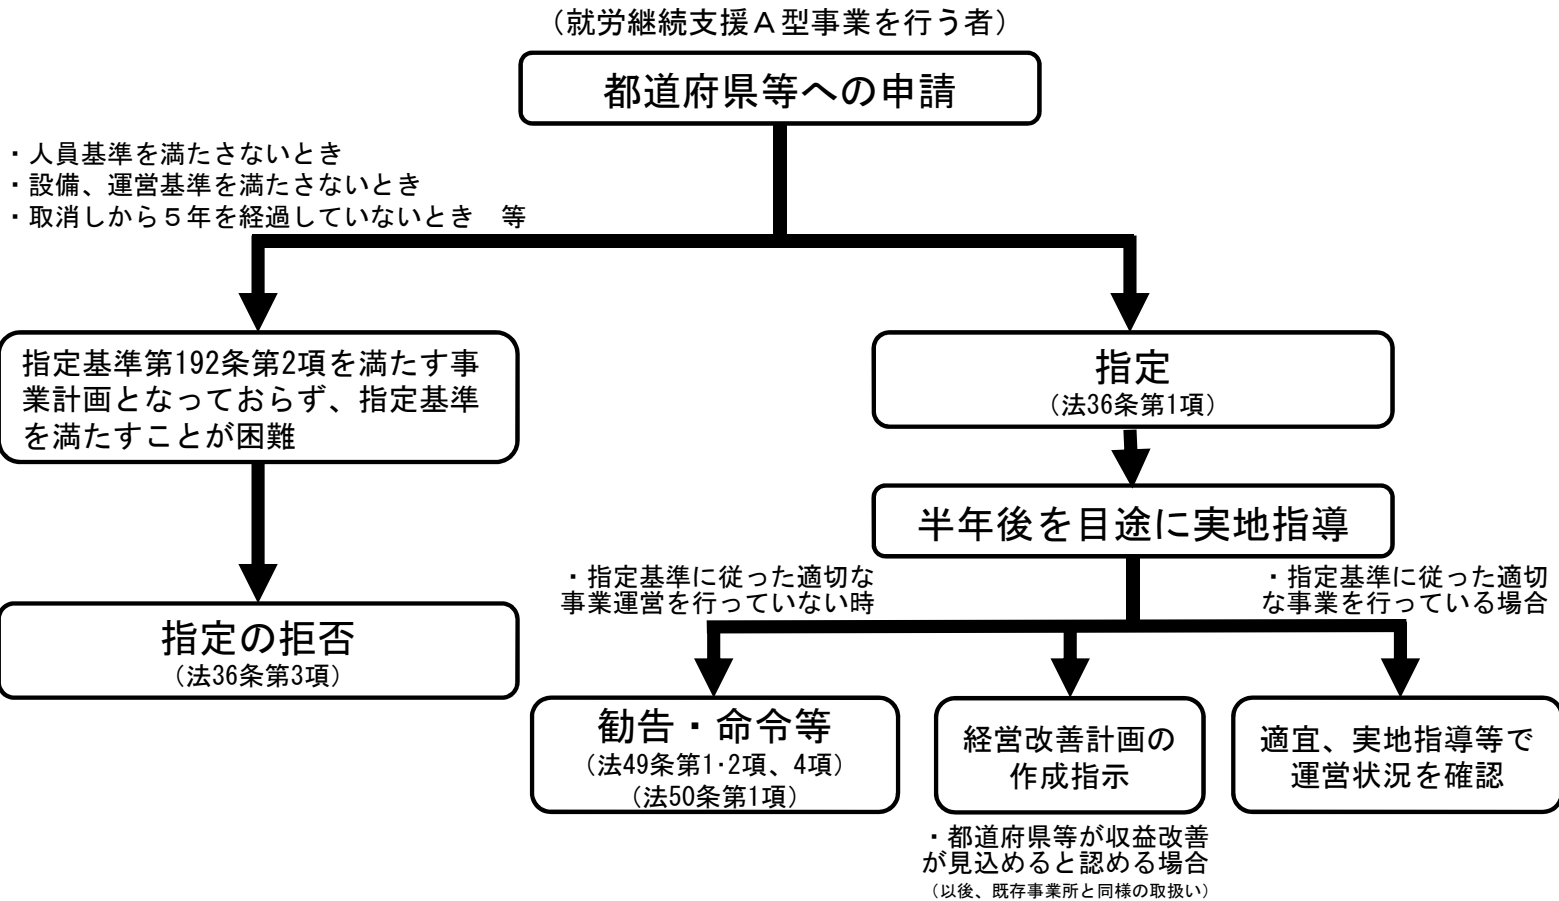 （就労継続支援Ａ型事業を行う者）
都道府県等への申請
・人員基準を満たさないとき
・設備、運営基準を満たさないとき
・取消しから５年を経過していないとき　等
指定基準第192条第2項を満たす事
業計画となっておらず、指定基準
を満たすことが困難
指定の拒否
（法36条第3項）
指定
（法36条第1項）
半年後を目途に実地指導
・指定基準に従った適切な
事業運営を行っていない時
・指定基準に従った適切
な事業を行っている場合
勧告・命令等
（法49条第1･2項、4項）
（法50条第1項）
経営改善計画の
作成指示
・都道府県等が収益改善
が見込めると認める場合
（以後、既存事業所と同様の取扱い）
適宜、実地指導等で
運営状況を確認